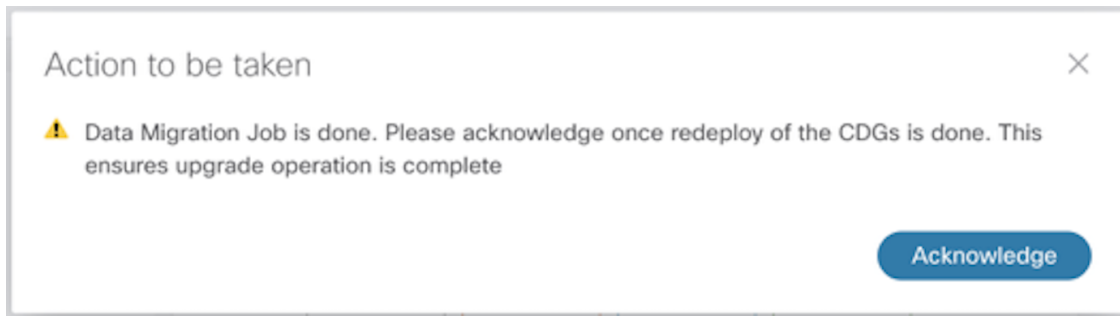 Action to be taken
Data Migration Job is done. Please acknowledge once redeploy of the CDGs is done. This
ensures upgrade operation is complete
Acknowledge